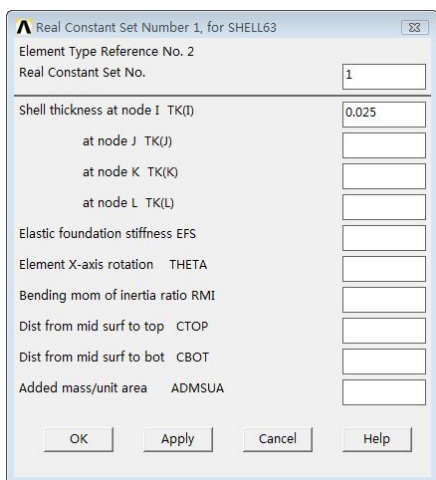 Real Constant Set Number 1, for SHELL63
Element Type Reference No. 2
Real Constant Set No. 1
Shell thickness at node I TK(I) 0.025
at node J TK(J)
at node K TK(K)
at node L TK(L)
Elastic foundation stiffness EFS
Element X-axis rotation THETA
Bending mom of inertia ratio RMI
Dist from mid surf to top CTOP
Dist from mid surf to bot CBOT
Added mass/unit area ADMSUA
OK Apply Cancel Help